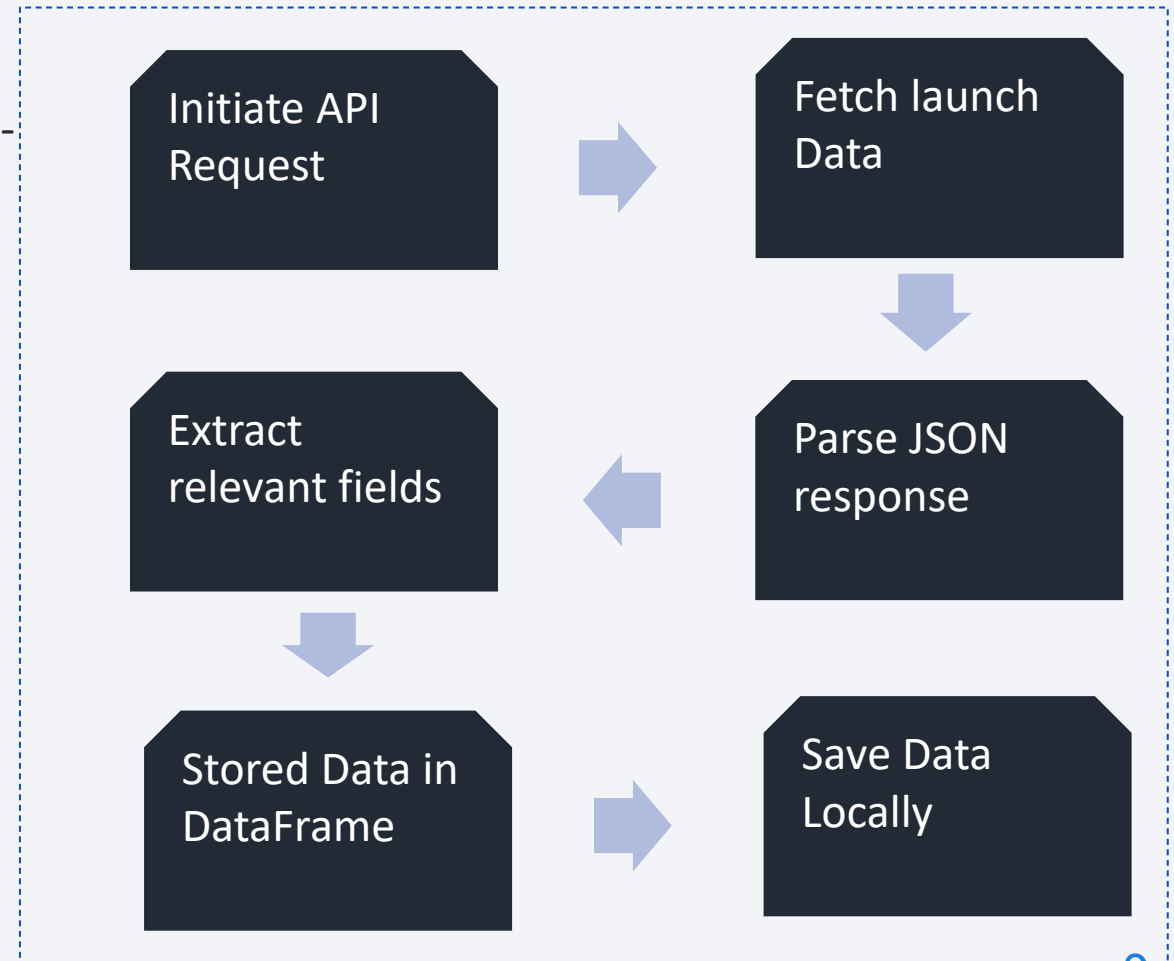 Initiate API
Request
Fetch launch
Data
Parse JSON
response
Extract
relevant fields
Stored Data in
DataFrame
Save Data
Locally